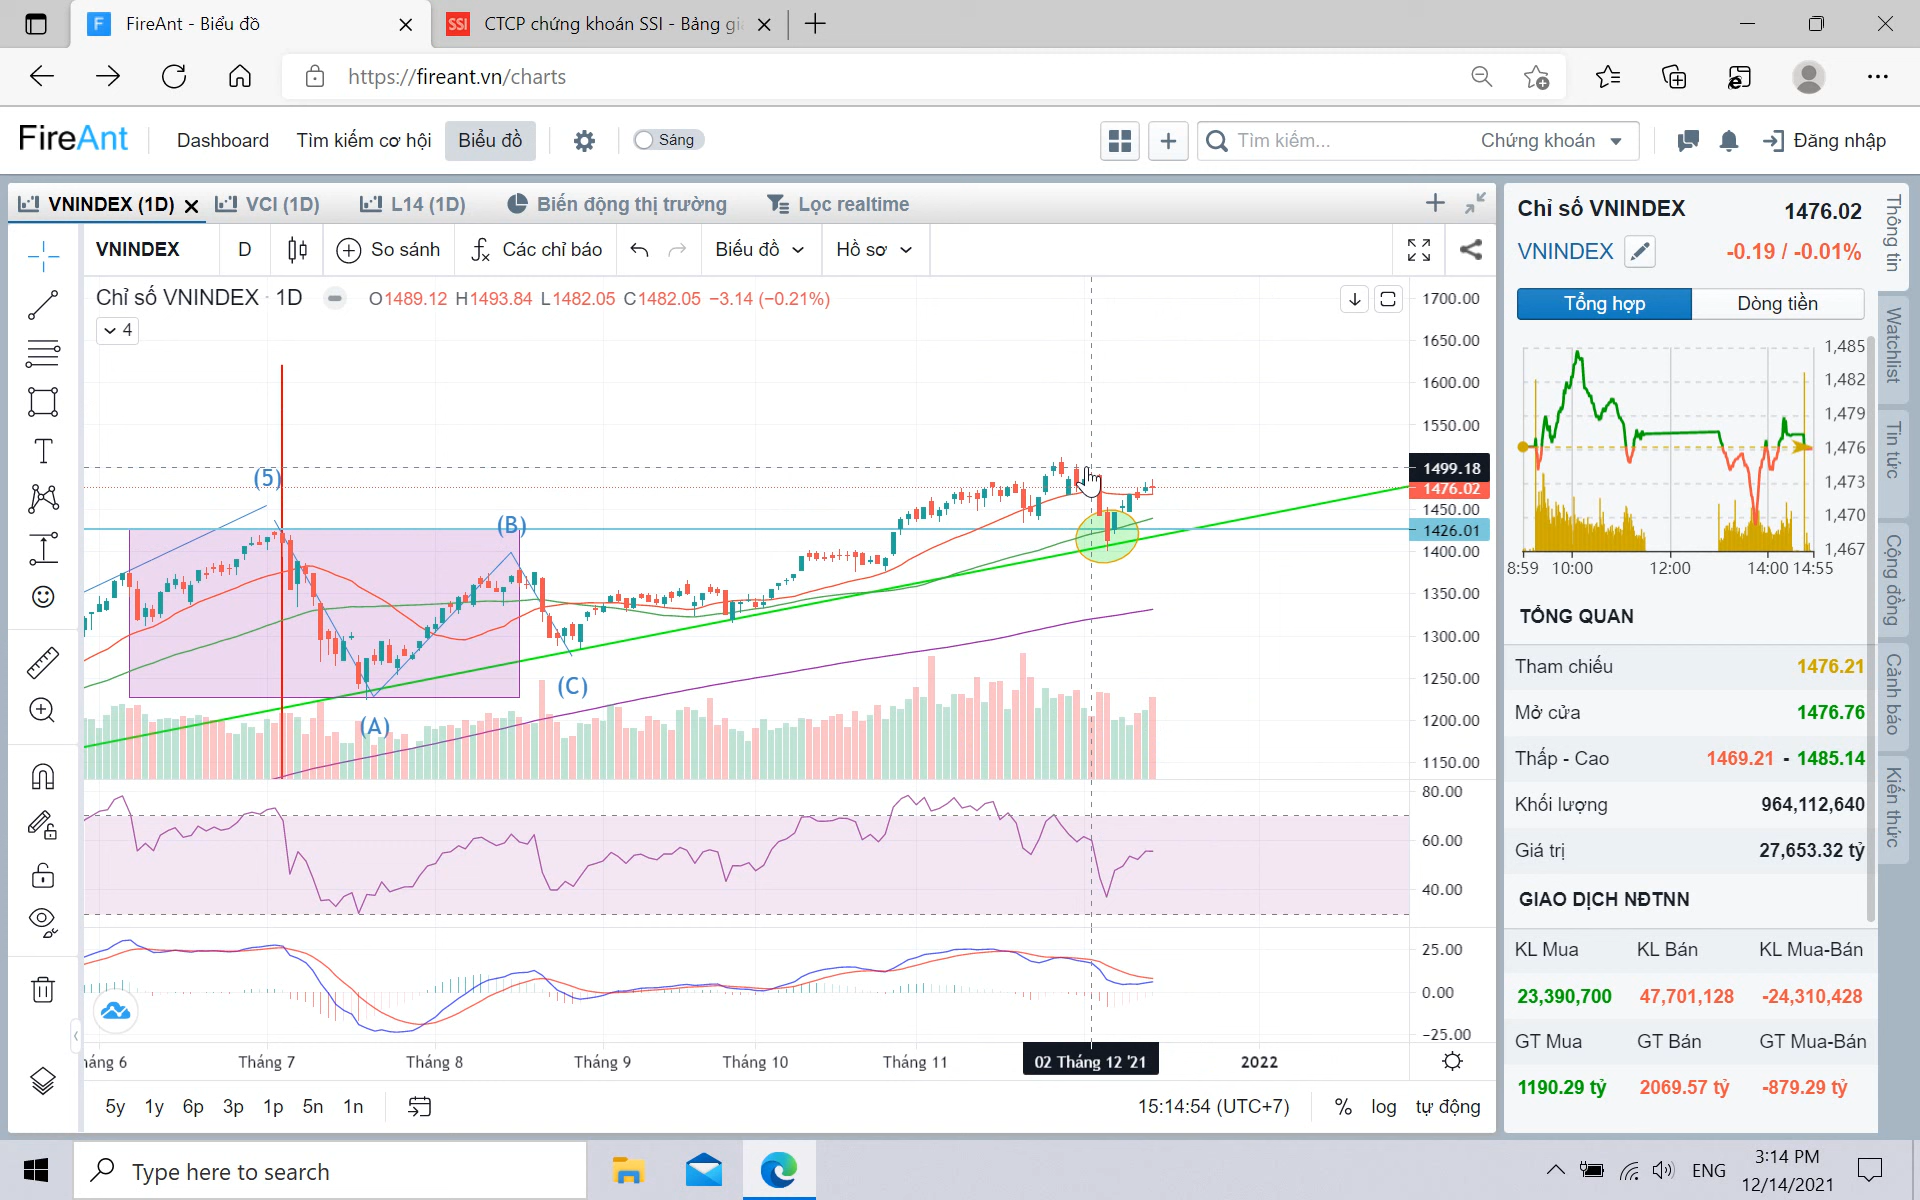 FireAnt - Biểu đồ
SSI CTCP chứng khoán SSI - Bảng gi
https://fireant.vn/charts
FireAnt Dashboard Tìm kiếm cơ hội Biểu đồ Sáng Tìm kiếm... Chứng khoán Đăng nhập
VNINDEX (1D) VCI (1D) L14 (1D) Biến động thị trường Lọc realtime
VNINDEX D So sánh Các chỉ báo Biểu đồ Hồ sơ
Chỉ số VNINDEX · 1D O1489.12 H1493.84 L1482.05 C1482.05 −3.14 (−0.21%)
4
1700.00
1650.00
1600.00
1550.00
1499.18
1476.02
1450.00
1426.01
1400.00
1350.00
1300.00
1250.00
1200.00
1150.00
(5)
(B)
(C)
(A)
80.00
60.00
40.00
25.00
0.00
−25.00
háng 6 Tháng 7 Tháng 8 Tháng 9 Tháng 10 Tháng 11 02 Tháng 12 '21 2022
5y 1y 6p 3p 1p 5n 1n 15:14:54 (UTC+7) % log tự động
Chỉ số VNINDEX 1476.02
VNINDEX -0.19 / -0.01%
Tổng hợp Dòng tiền
1,485
1,482
1,479
1,476
1,473
1,470
1,467
8:59 10:00 12:00 14:00 14:55
TỔNG QUAN
Tham chiếu 1476.21
Mở cửa 1476.76
Thấp - Cao 1469.21 - 1485.14
Khối lượng 964,112,640
Giá trị 27,653.32 tỷ
GIAO DỊCH NĐTNN
KL Mua KL Bán KL Mua-Bán
23,390,700 47,701,128 -24,310,428
GT Mua GT Bán GT Mua-Bán
1190.29 tỷ 2069.57 tỷ -879.29 tỷ
Thông tin
Watchlist
Tin tức
Cộng đồng
Cảnh báo
Kiến thức
Type here to search
ENG
3:14 PM
12/14/2021